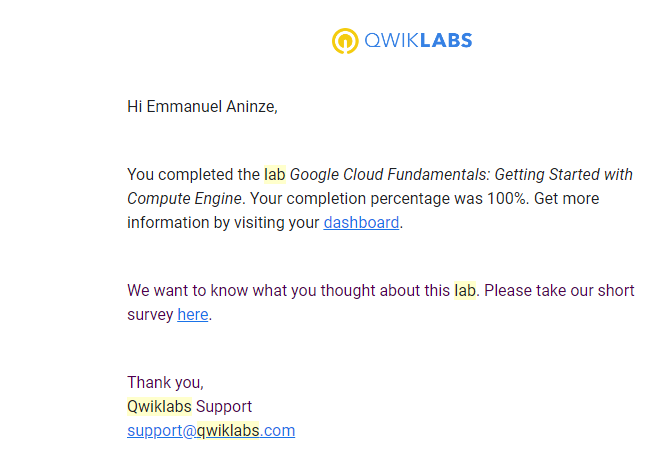 QWIKLABS
Hi Emmanuel Aninze,
You completed the lab Google Cloud Fundamentals: Getting Started with
Compute Engine. Your completion percentage was 100%. Get more
information by visiting your dashboard.
We want to know what you thought about this lab. Please take our short
survey here.
Thank you,
Qwiklabs Support
support@qwiklabs.com